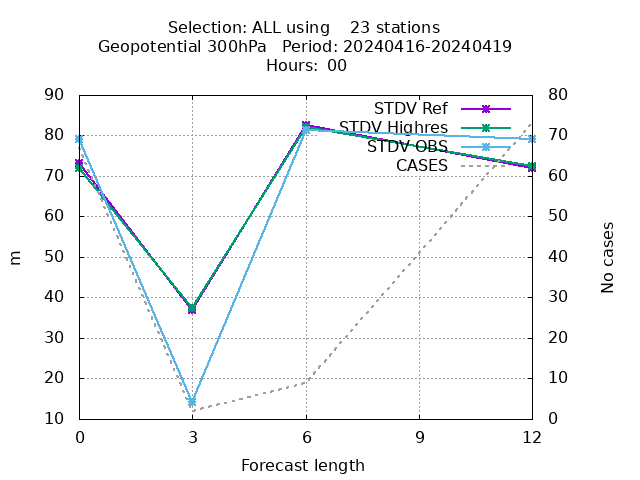 Selection: ALL using    23 stations
Geopotential 300hPa   Period: 20240416-20240419
Hours:  00
90
80
70
60
50
40
30
20
10
m
80
70
60
50
40
30
20
10
0
No cases
STDV Ref
STDV Highres
STDV OBS
CASES
0 3 6 9 12
Forecast length